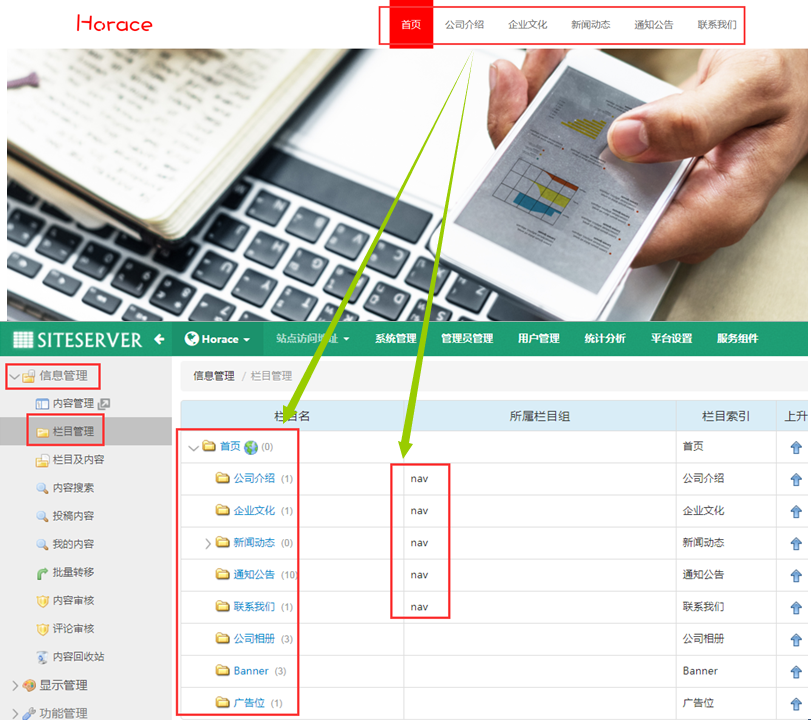 Horace
首页 公司介绍 企业文化 新闻动态 通知公告 联系我们
SITESERVER Horace 站点访问地址 系统管理 管理员管理 用户管理 统计分析 平台设置 服务组件
信息管理
内容管理
栏目管理
栏目及内容
内容搜索
投稿内容
我的内容
批量转移
内容审核
评论审核
内容回收站
显示管理
功能管理
信息管理 / 栏目管理
栏目名 所属栏目组 栏目索引 上升
首页 (0) 首页
公司介绍 (1) nav 公司介绍
企业文化 (1) nav 企业文化
新闻动态 (0) nav 新闻动态
通知公告 (10) nav 通知公告
联系我们 (1) nav 联系我们
公司相册 (3) 公司相册
Banner (3) Banner
广告位 (1) 广告位